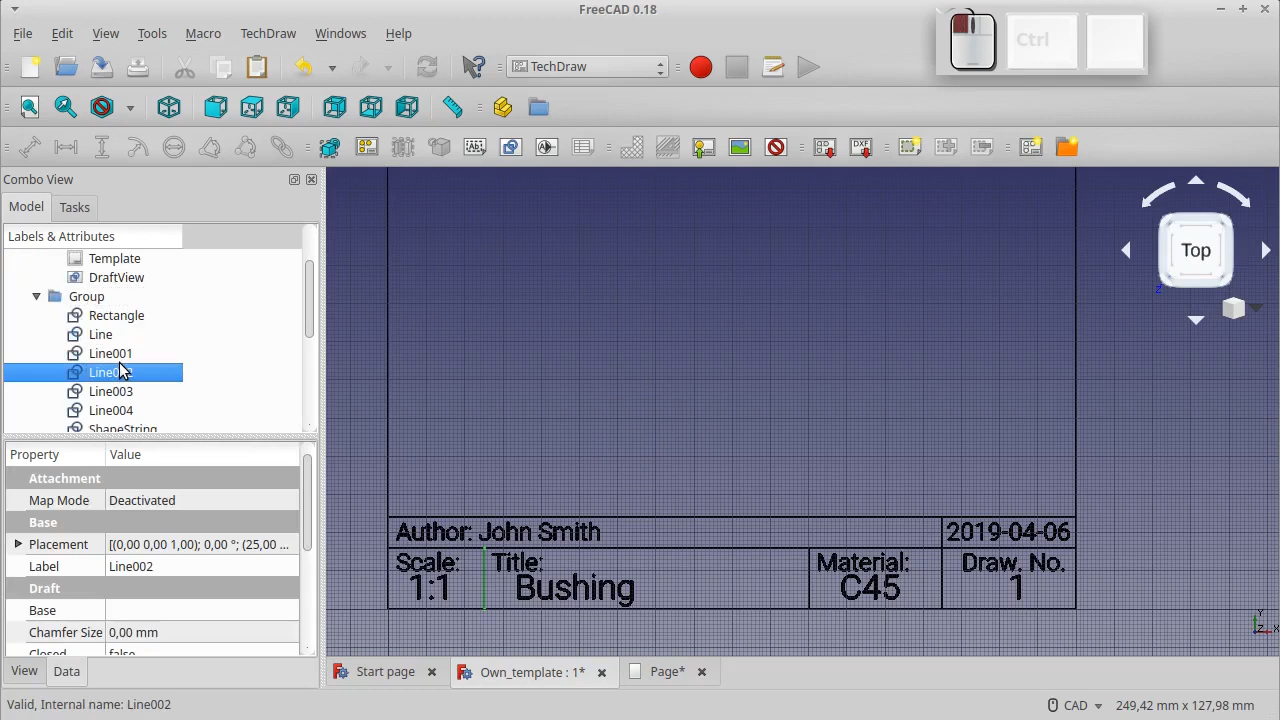 FreeCAD 0.18
File Edit View Tools Macro TechDraw Windows Help
TechDraw
Ctrl
Combo View
Model Tasks
Labels & Attributes
Template
DraftView
Group
Rectangle
Line
Line001
Line002
Line003
Line004
ShapeString
Property Value
Attachment
Map Mode Deactivated
Base
Placement [(0,00 0,00 1,00); 0,00 °; (25,00 ...
Label Line002
Draft
Base
Chamfer Size 0,00 mm
Closed false
View Data
Top
Z
Author: John Smith 2019-04-06
Scale: Title: Material: Draw. No.
1:1 Bushing C45 1
Y
Z X
Start page Own_template : 1* Page*
Valid, Internal name: Line002 CAD 249,42 mm x 127,98 mm